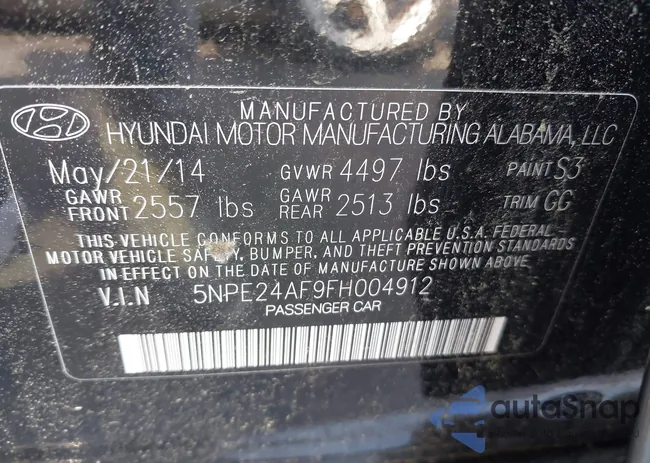 MANUFACTURED BY
HYUNDAI MOTOR MANUFACTURING ALABAMA, LLC
May/21/14 GVWR 4497 lbs PAINT S3
GAWR FRONT 2557 lbs GAWR REAR 2513 lbs TRIM CC
THIS VEHICLE CONFORMS TO ALL APPLICABLE U.S.A. FEDERAL
MOTOR VEHICLE SAFETY, BUMPER, AND THEFT PREVENTION STANDARDS
IN EFFECT ON THE DATE OF MANUFACTURE SHOWN ABOVE.
V.I.N 5NPE24AF9FH004912
PASSENGER CAR
autoSnap